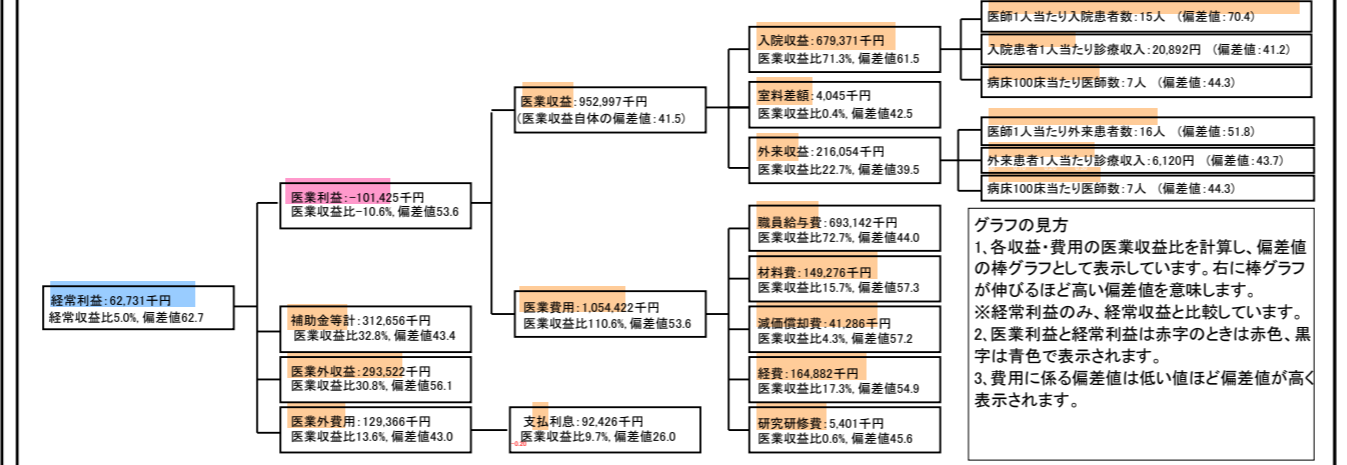 経常利益:62,731千円
経常収益比5.0%, 偏差値62.7
医業利益:-101,425千円
医業収益比-10.6%, 偏差値53.6
補助金等計:312,656千円
医業収益比32.8%, 偏差値43.4
医業外収益:293,522千円
医業収益比30.8%, 偏差値56.1
医業外費用:129,366千円
医業収益比13.6%, 偏差値43.0
医業収益:952,997千円
(医業収益自体の偏差値:41.5)
医業費用:1,054,422千円
医業収益比110.6%, 偏差値53.6
支払利息:92,426千円
医業収益比9.7%, 偏差値26.0
入院収益:679,371千円
医業収益比71.3%, 偏差値61.5
室料差額:4,045千円
医業収益比0.4%, 偏差値42.5
外来収益:216,054千円
医業収益比22.7%, 偏差値39.5
職員給与費:693,142千円
医業収益比72.7%, 偏差値44.0
材料費:149,276千円
医業収益比15.7%, 偏差値57.3
減価償却費:41,286千円
医業収益比4.3%, 偏差値57.2
経費:164,882千円
医業収益比17.3%, 偏差値54.9
研究研修費:5,401千円
医業収益比0.6%, 偏差値45.6
医師1人当たり入院患者数:15人 (偏差値:70.4)
入院患者1人当たり診療収入:20,892円 (偏差値:41.2)
病床100床当たり医師数:7人 (偏差値:44.3)
医師1人当たり外来患者数:16人 (偏差値:51.8)
外来患者1人当たり診療収入:6,120円 (偏差値:43.7)
病床100床当たり医師数:7人 (偏差値:44.3)
グラフの見方
1、各収益・費用の医業収益比を計算し、偏差値
の棒グラフとして表示しています。右に棒グラフ
が伸びるほど高い偏差値を意味します。
※経常利益のみ、経常収益と比較しています。
2、医業利益と経常利益は赤字のときは赤色、黒
字は青色で表示されます。
3、費用に係る偏差値は低い値ほど偏差値が高く
表示されます。